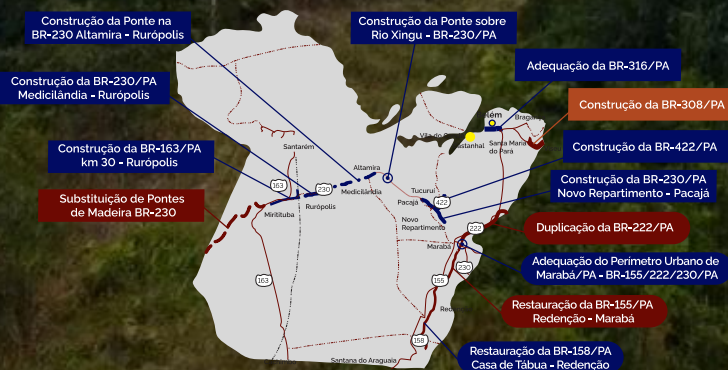 Construção da Ponte na
BR-230 Altamira - Rurópolis
Construção da Ponte sobre
Rio Xingu - BR-230/PA
Adequação da BR-316/PA
Construção da BR-230/PA
Medicilândia - Rurópolis
Construção da BR-308/PA
Construção da BR-163/PA
km 30 - Rurópolis
Construção da BR-422/PA
Construção da BR-230/PA
Novo Repartimento - Pacajá
Substituição de Pontes
de Madeira BR-230
Duplicação da BR-222/PA
Adequação do Perímetro Urbano de
Marabá/PA - BR-155/222/230/PA
Restauração da BR-155/PA
Redenção - Marabá
Restauração da BR-158/PA
Casa de Tábua - Redenção
elém
Bragan
Vila do
astanhal
Santa Maria
do Pará
Santarém
Altamira
163
230
Medicilândia
Rurópolis
Miritituba
Tucuruí
Pacajá
422
Novo
Repartimento
222
Marabá
230
163
155
Red
158
Santana do Araguaia